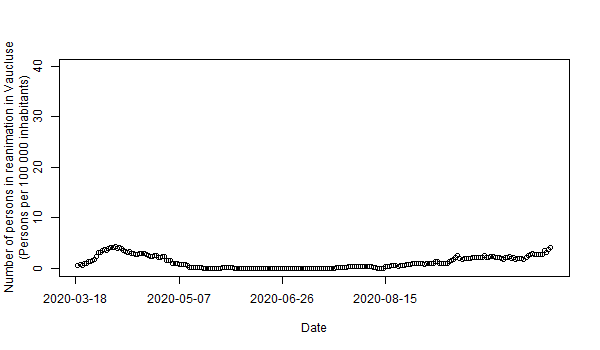 Number of persons in reanimation in Vaucluse
(Persons per 100 000 inhabitants)
40
30
20
10
0
2020-03-18 2020-05-07 2020-06-26 2020-08-15
Date